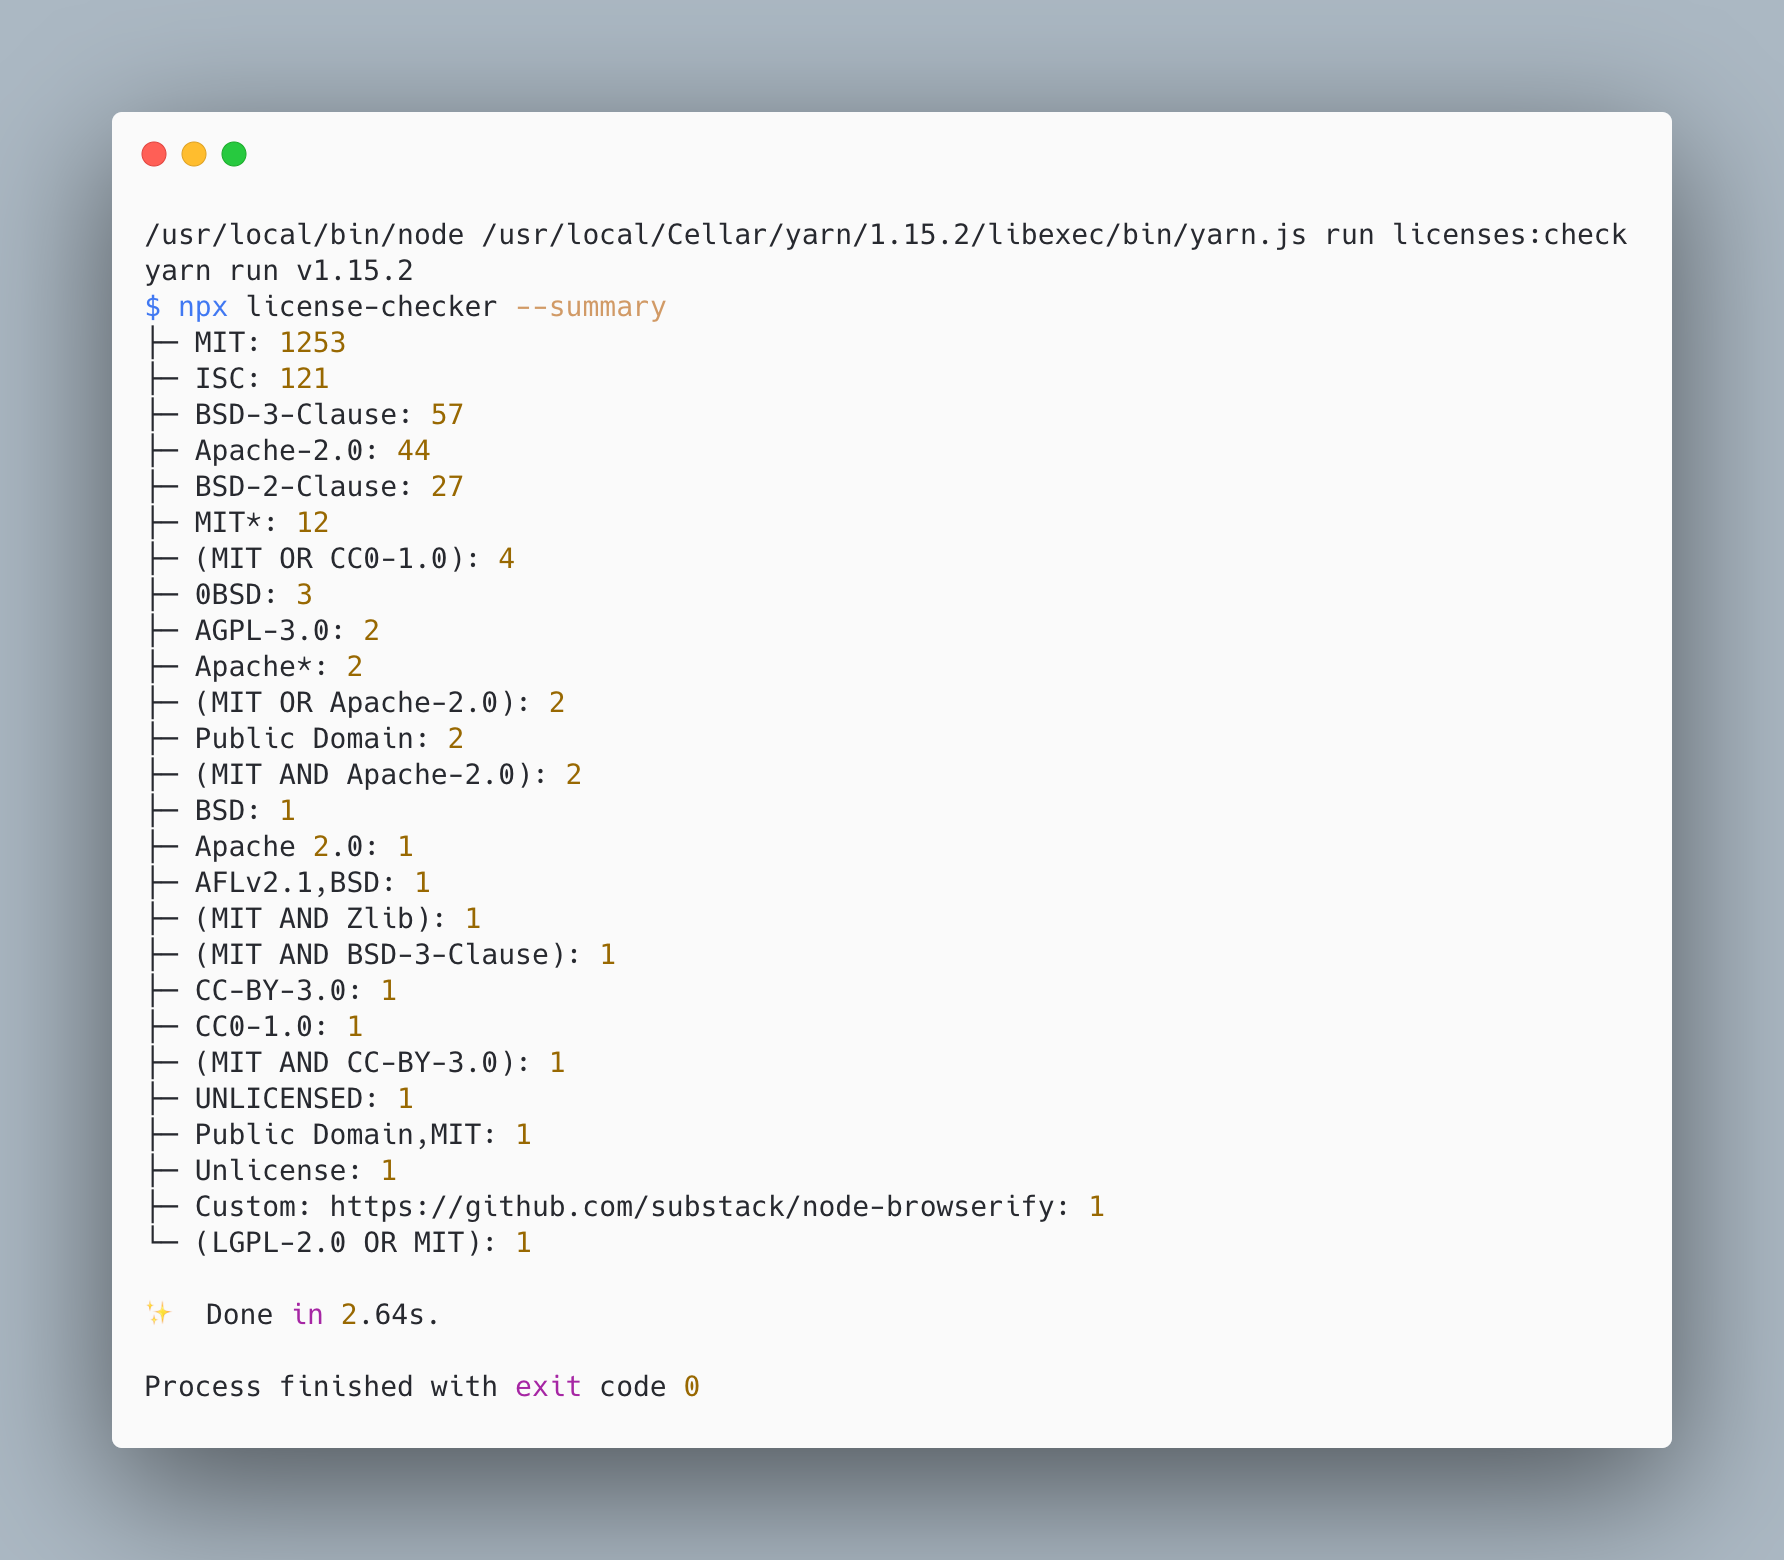 /usr/local/bin/node /usr/local/Cellar/yarn/1.15.2/libexec/bin/yarn.js run licenses:check
yarn run v1.15.2
$ npx license-checker --summary
├─ MIT: 1253
├─ ISC: 121
├─ BSD-3-Clause: 57
├─ Apache-2.0: 44
├─ BSD-2-Clause: 27
├─ MIT*: 12
├─ (MIT OR CC0-1.0): 4
├─ 0BSD: 3
├─ AGPL-3.0: 2
├─ Apache*: 2
├─ (MIT OR Apache-2.0): 2
├─ Public Domain: 2
├─ (MIT AND Apache-2.0): 2
├─ BSD: 1
├─ Apache 2.0: 1
├─ AFLv2.1,BSD: 1
├─ (MIT AND Zlib): 1
├─ (MIT AND BSD-3-Clause): 1
├─ CC-BY-3.0: 1
├─ CC0-1.0: 1
├─ (MIT AND CC-BY-3.0): 1
├─ UNLICENSED: 1
├─ Public Domain,MIT: 1
├─ Unlicense: 1
├─ Custom: https://github.com/substack/node-browserify: 1
└─ (LGPL-2.0 OR MIT): 1
✨  Done in 2.64s.
Process finished with exit code 0